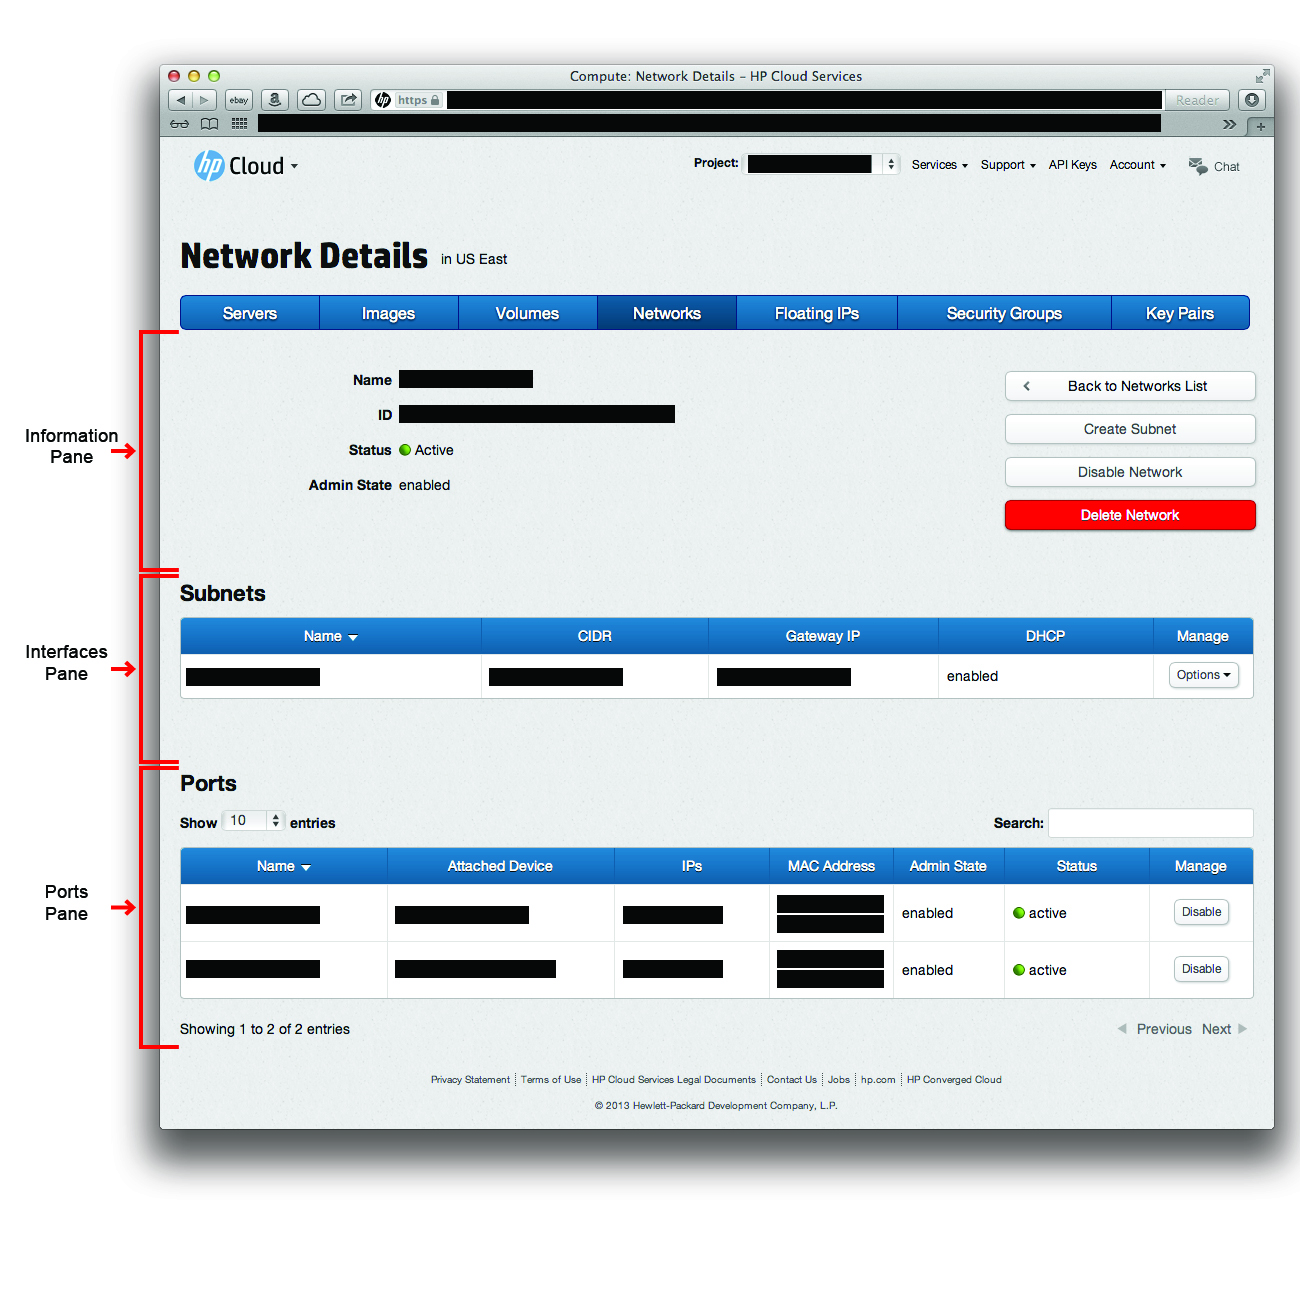 Compute: Network Details – HP Cloud Services
ebay
a
hp https
Reader
hp Cloud
Project:
Services
Support
API Keys
Account
Chat
Network Details in US East
Servers
Images
Volumes
Networks
Floating IPs
Security Groups
Key Pairs
Information
Pane
Name
ID
Status Active
Admin State enabled
Back to Networks List
Create Subnet
Disable Network
Delete Network
Interfaces
Pane
Subnets
Name CIDR Gateway IP DHCP Manage
enabled Options
Ports
Pane
Ports
Show 10 entries
Search:
Name Attached Device IPs MAC Address Admin State Status Manage
enabled active Disable
enabled active Disable
Showing 1 to 2 of 2 entries
Previous Next
Privacy Statement Terms of Use HP Cloud Services Legal Documents Contact Us Jobs hp.com HP Converged Cloud
© 2013 Hewlett-Packard Development Company, L.P.